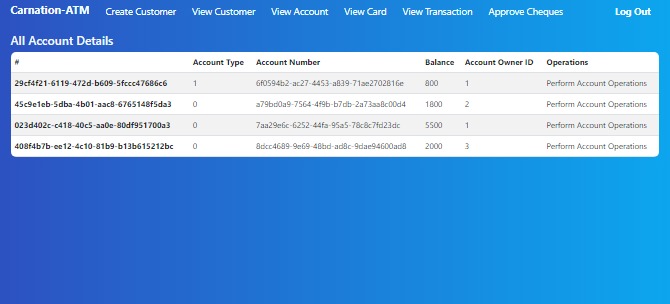 Carnation-ATM Create Customer View Customer View Account View Card View Transaction Approve Cheques Log Out
All Account Details
# Account Type Account Number Balance Account Owner ID Operations
29cf4f21-6119-472d-b609-5fccc47686c6 1 6f0594b2-ac27-4453-a839-71ae2702816e 800 1 Perform Account Operations
45c9e1eb-5dba-4b01-aac8-6765148f5da3 0 a79bd0a9-7564-4f9b-b7db-2a73aa8c00d4 1800 2 Perform Account Operations
023d402c-c418-40c5-aa0e-80df951700a3 0 7aa29e6c-6252-44fa-95a5-78c8c7fd23dc 5500 1 Perform Account Operations
408f4b7b-ee12-4c10-81b9-b13b615212bc 0 8dcc4689-9e69-48bd-ad8c-9dae94600ad8 2000 3 Perform Account Operations